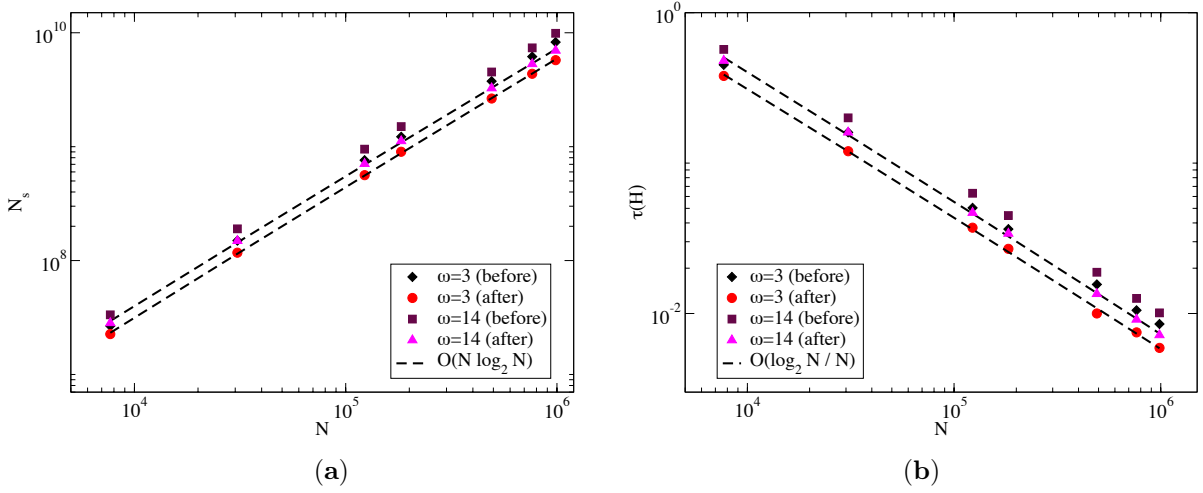 10^10
10^8
N_s
10^4
10^5
10^6
N
ω=3 (before)
ω=3 (after)
ω=14 (before)
ω=14 (after)
O(N log_2 N)
(a)
10^0
10^-2
τ(H)
10^4
10^5
10^6
N
ω=3 (before)
ω=3 (after)
ω=14 (before)
ω=14 (after)
O(log_2 N / N)
(b)